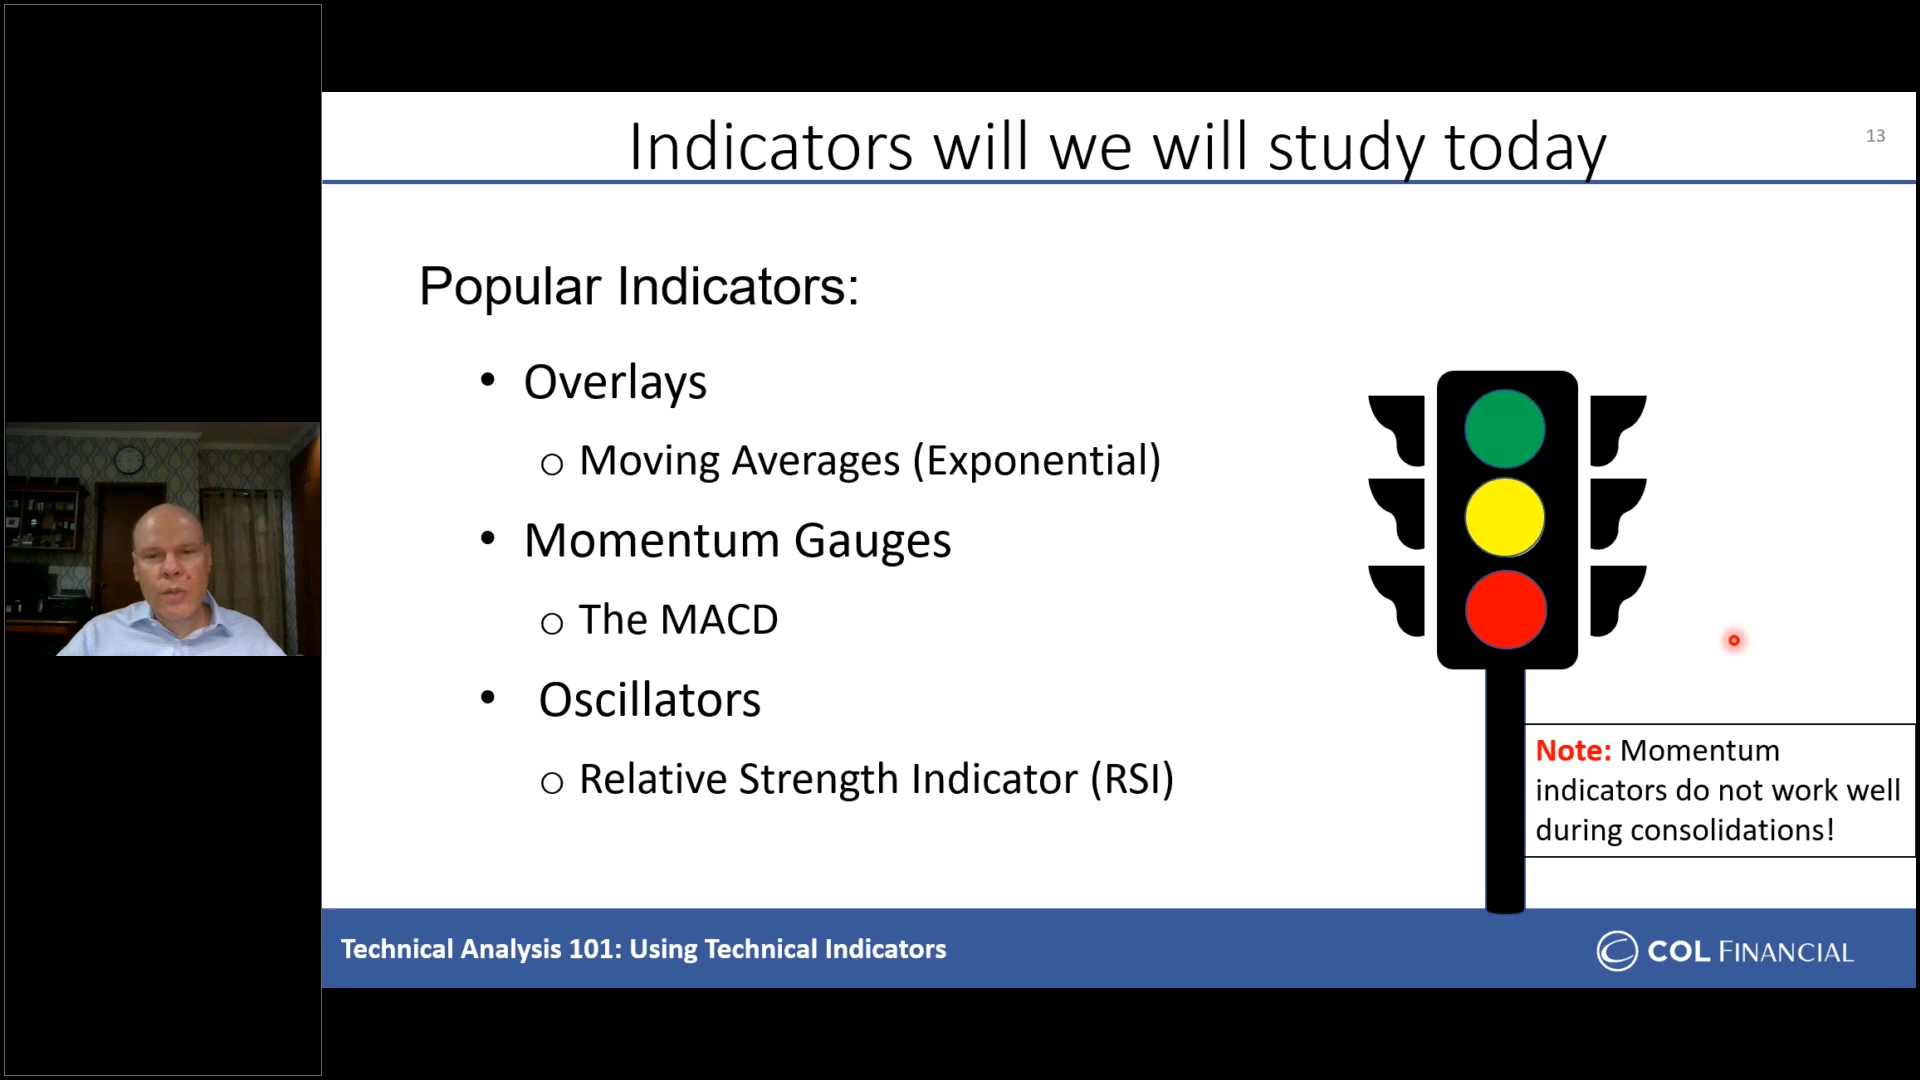 Indicators will we will study today
13
Popular Indicators:
• Overlays
o Moving Averages (Exponential)
• Momentum Gauges
o The MACD
• Oscillators
o Relative Strength Indicator (RSI)
Note: Momentum
indicators do not work well
during consolidations!
Technical Analysis 101: Using Technical Indicators
COL FINANCIAL